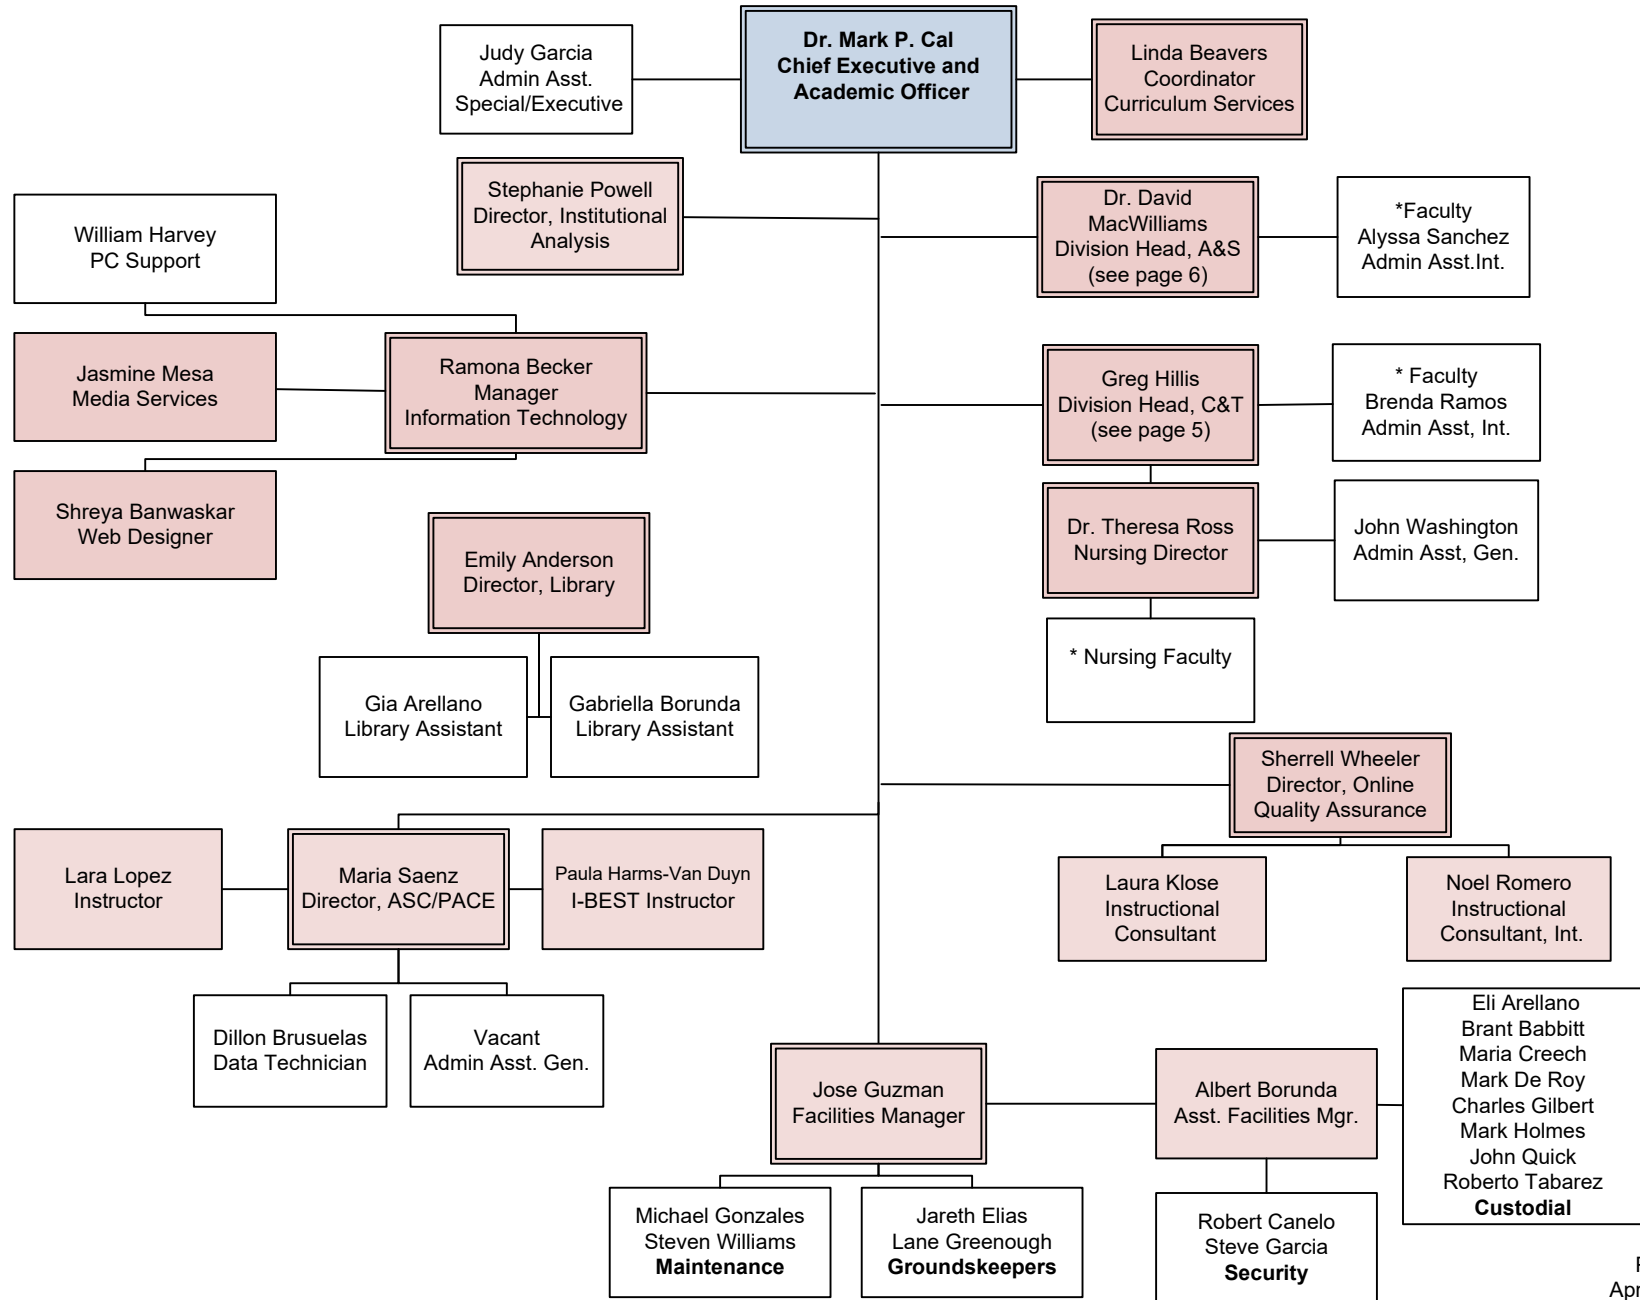 Dr. Mark P. Cal
Chief Executive and
Academic Officer
Judy Garcia
Admin Asst.
Special/Executive
Linda Beavers
Coordinator
Curriculum Services
Stephanie Powell
Director, Institutional
Analysis
Dr. David
MacWilliams
Division Head, A&S
(see page 6)
*Faculty
Alyssa Sanchez
Admin Asst.Int.
William Harvey
PC Support
Jasmine Mesa
Media Services
Ramona Becker
Manager
Information Technology
Greg Hillis
Division Head, C&T
(see page 5)
* Faculty
Brenda Ramos
Admin Asst, Int.
Shreya Banwaskar
Web Designer
Emily Anderson
Director, Library
Dr. Theresa Ross
Nursing Director
John Washington
Admin Asst, Gen.
* Nursing Faculty
Gia Arellano
Library Assistant
Gabriella Borunda
Library Assistant
Sherrell Wheeler
Director, Online
Quality Assurance
Lara Lopez
Instructor
Maria Saenz
Director, ASC/PACE
Paula Harms-Van Duyn
I-BEST Instructor
Laura Klose
Instructional
Consultant
Noel Romero
Instructional
Consultant, Int.
Dillon Brusuelas
Data Technician
Vacant
Admin Asst. Gen.
Jose Guzman
Facilities Manager
Albert Borunda
Asst. Facilities Mgr.
Eli Arellano
Brant Babbitt
Maria Creech
Mark De Roy
Charles Gilbert
Mark Holmes
John Quick
Roberto Tabarez
Custodial
Michael Gonzales
Steven Williams
Maintenance
Jareth Elias
Lane Greenough
Groundskeepers
Robert Canelo
Steve Garcia
Security